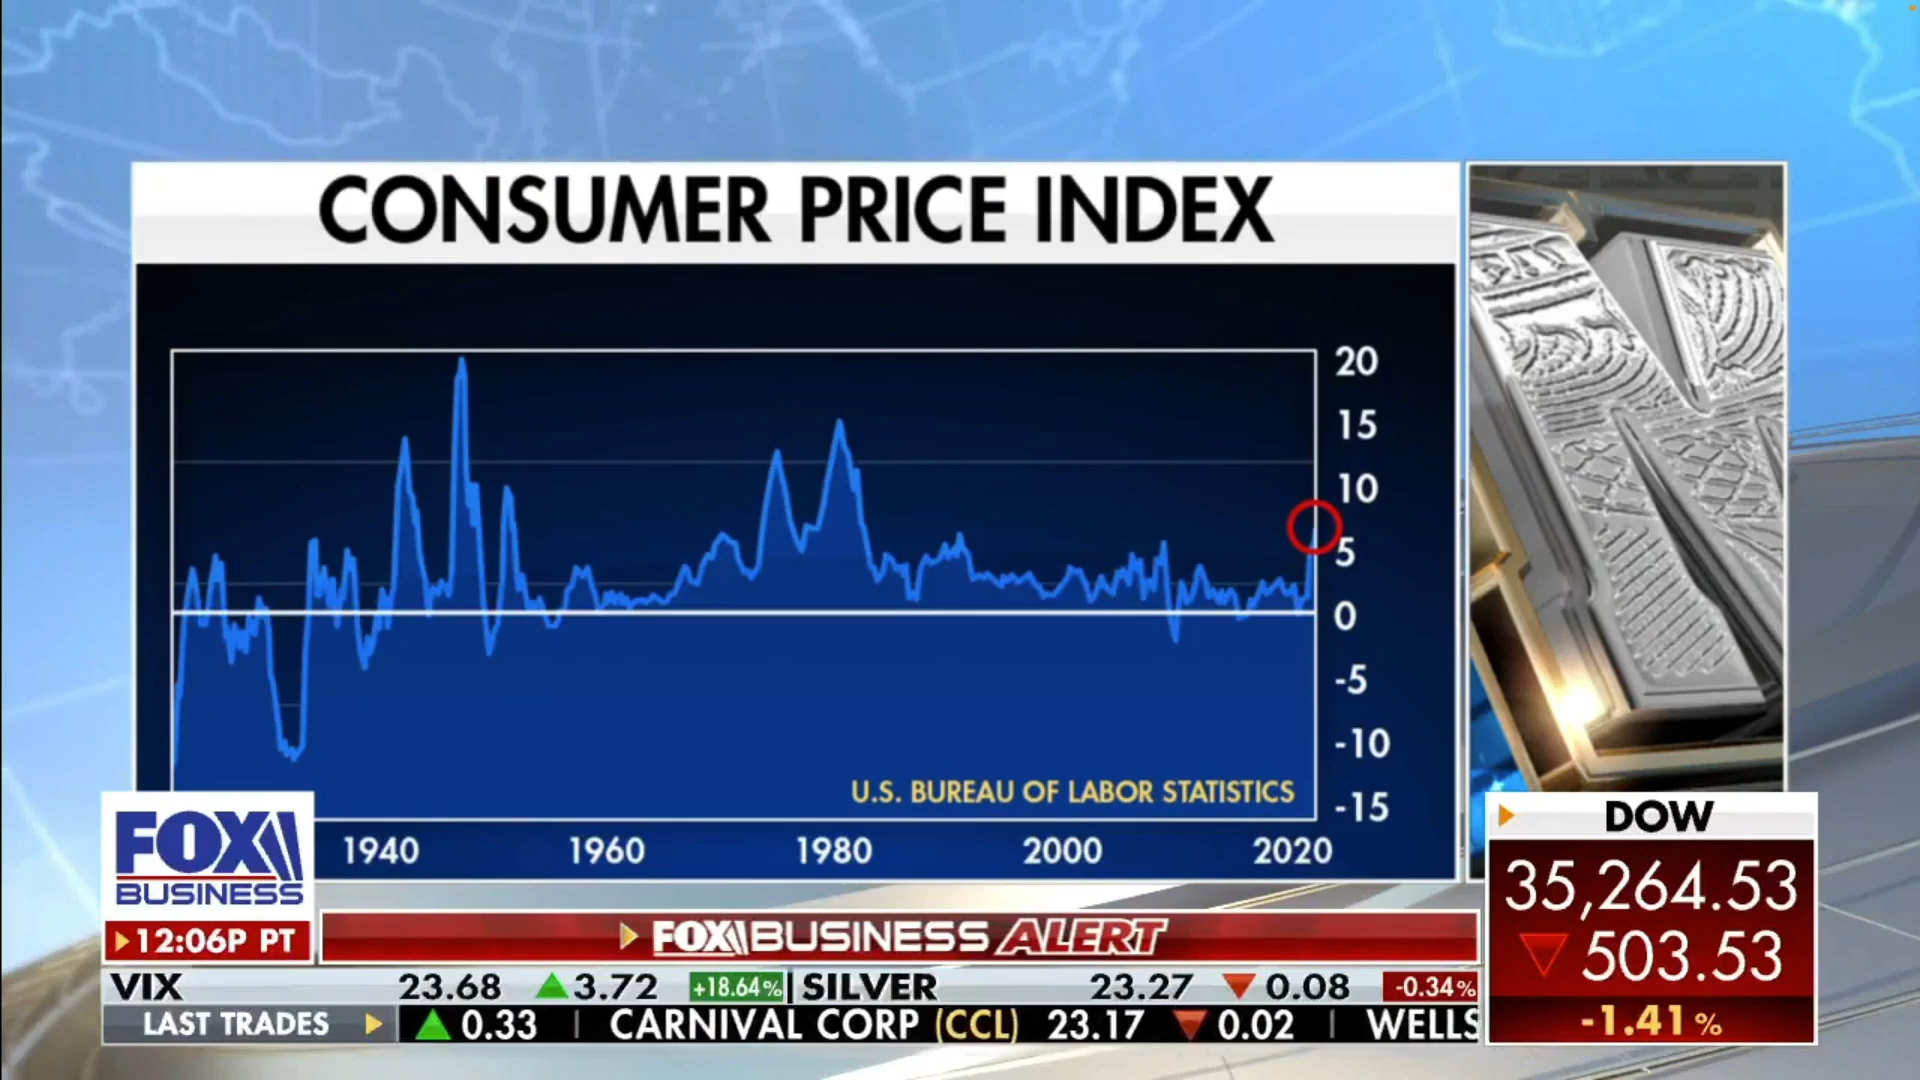 CONSUMER PRICE INDEX
20
15
10
5
0
-5
-10
-15
U.S. BUREAU OF LABOR STATISTICS
1940 1960 1980 2000 2020
FOX
BUSINESS
12:06P PT
FOX BUSINESS ALERT
DOW
35,264.53
503.53
-1.41%
VIX 23.68 3.72 +18.64% SILVER 23.27 0.08 -0.34%
LAST TRADES 0.33 CARNIVAL CORP (CCL) 23.17 0.02 WELLS